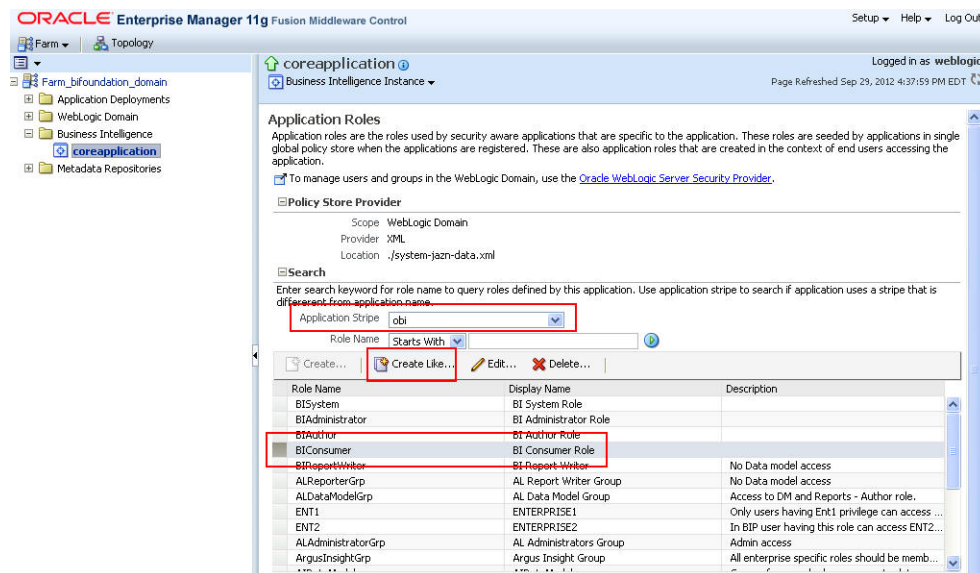 ORACLE Enterprise Manager 11g Fusion Middleware Control
Setup Help Log Out
Farm Topology
Farm_bifoundation_domain
Application Deployments
WebLogic Domain
Business Intelligence
coreapplication
Metadata Repositories
coreapplication
Logged in as weblogic
Business Intelligence Instance
Page Refreshed Sep 29, 2012 4:37:59 PM EDT
Application Roles
Application roles are the roles used by security aware applications that are specific to the application. These roles are seeded by applications in single
global policy store when the applications are registered. These are also application roles that are created in the context of end users accessing the
application.
To manage users and groups in the WebLogic Domain, use the Oracle WebLogic Server Security Provider.
Policy Store Provider
Scope WebLogic Domain
Provider XML
Location ./system-jazn-data.xml
Search
Enter search keyword for role name to query roles defined by this application. Use application stripe to search if application uses a stripe that is
differerent from application name.
Application Stripe obi
Role Name Starts With
Create... Create Like... Edit... Delete...
Role Name Display Name Description
BISystem BI System Role
BIAdministrator BI Administrator Role
BIAuthor BI Author Role
BIConsumer BI Consumer Role
BIReportWriter BI Report Writer No Data model access
ALReporterGrp AL Report Writer Group No Data model access
ALDataModelGrp AL Data Model Group Access to DM and Reports - Author role.
ENT1 ENTERPRISE1 Only users having Ent1 privilege can access ...
ENT2 ENTERPRISE2 In BIP user having this role can access ENT2...
ALAdministratorGrp AL Administrators Group Admin access
ArgusInsightGrp Argus Insight Group All enterprise specific roles should be memb...